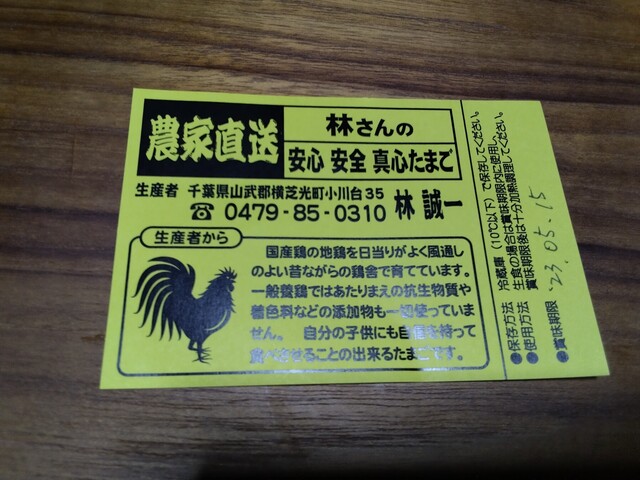 農家直送
林さんの
安心 安全 真心たまご
生産者 千葉県山武郡横芝光町小川台35
☎ 0479-85-0310 林 誠一
生産者から
国産鶏の地鶏を日当りがよく風通し
のよい昔ながらの鶏舎で育てています。
一般養鶏ではあたりまえの抗生物質や
着色料などの添加物も一切使っていま
せん。 自分の子供にも自信を持って
食べさせることの出来るたまごです。
●保存方法 冷蔵庫(10℃以下)で保存してください。
●使用方法 生食の場合は賞味期限内に使用し、
賞味期限後は十分加熱調理してください。
●賞味期限 '23.05.15